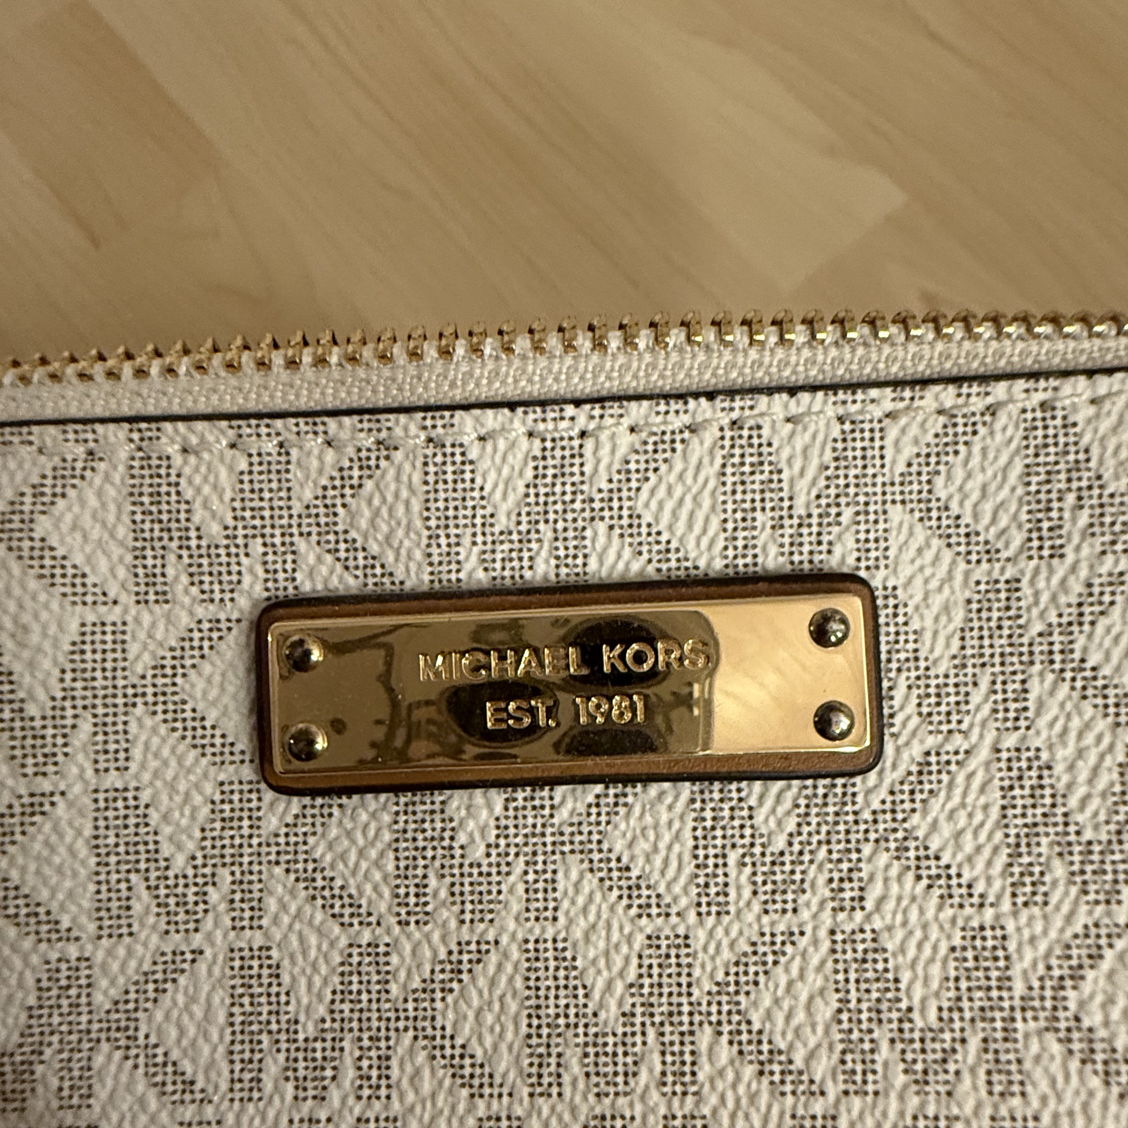 MICHAEL KORS
EST. 1981